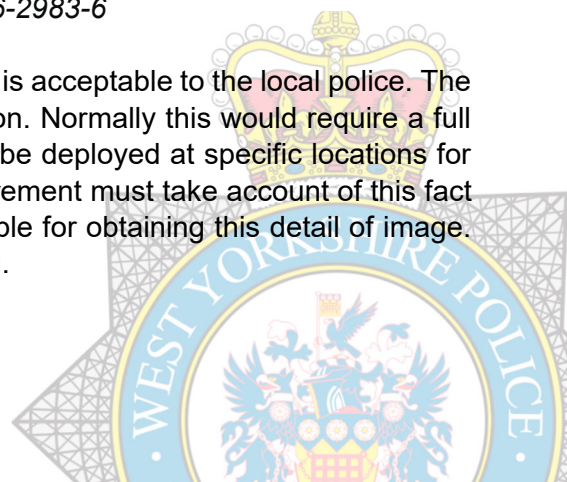 6-2983-6
is acceptable to the local police. The
on. Normally this would require a full
be deployed at specific locations for
rement must take account of this fact
ble for obtaining this detail of image.
.
WEST YORKSHIRE POLICE